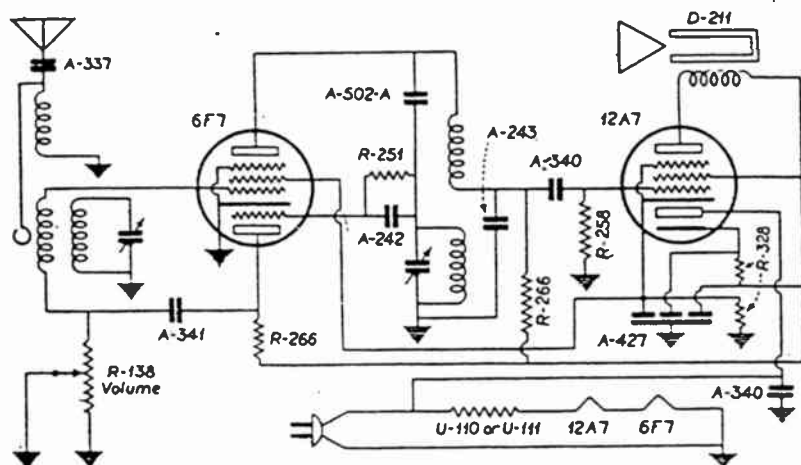 D-211
A-337
A-502-A
6F7
12A7
A-243
R-251
A-340
A-242
R-258
R-328
R-266
A-341
R-266
A-427
R-138
Volume
A-340
U-110 or U-111
12A7
6F7